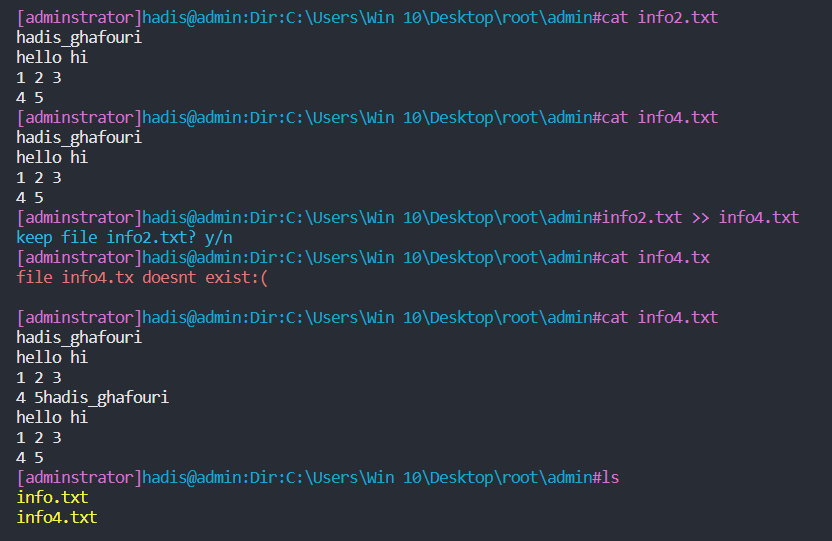 [adminstrator]hadis@admin:Dir:C:\Users\Win 10\Desktop\root\admin#cat info2.txt
hadis_ghafouri
hello hi
1 2 3
4 5
[adminstrator]hadis@admin:Dir:C:\Users\Win 10\Desktop\root\admin#cat info4.txt
hadis_ghafouri
hello hi
1 2 3
4 5
[adminstrator]hadis@admin:Dir:C:\Users\Win 10\Desktop\root\admin#info2.txt >> info4.txt
keep file info2.txt? y/n
[adminstrator]hadis@admin:Dir:C:\Users\Win 10\Desktop\root\admin#cat info4.tx
file info4.tx doesnt exist:(
[adminstrator]hadis@admin:Dir:C:\Users\Win 10\Desktop\root\admin#cat info4.txt
hadis_ghafouri
hello hi
1 2 3
4 5hadis_ghafouri
hello hi
1 2 3
4 5
[adminstrator]hadis@admin:Dir:C:\Users\Win 10\Desktop\root\admin#ls
info.txt
info4.txt